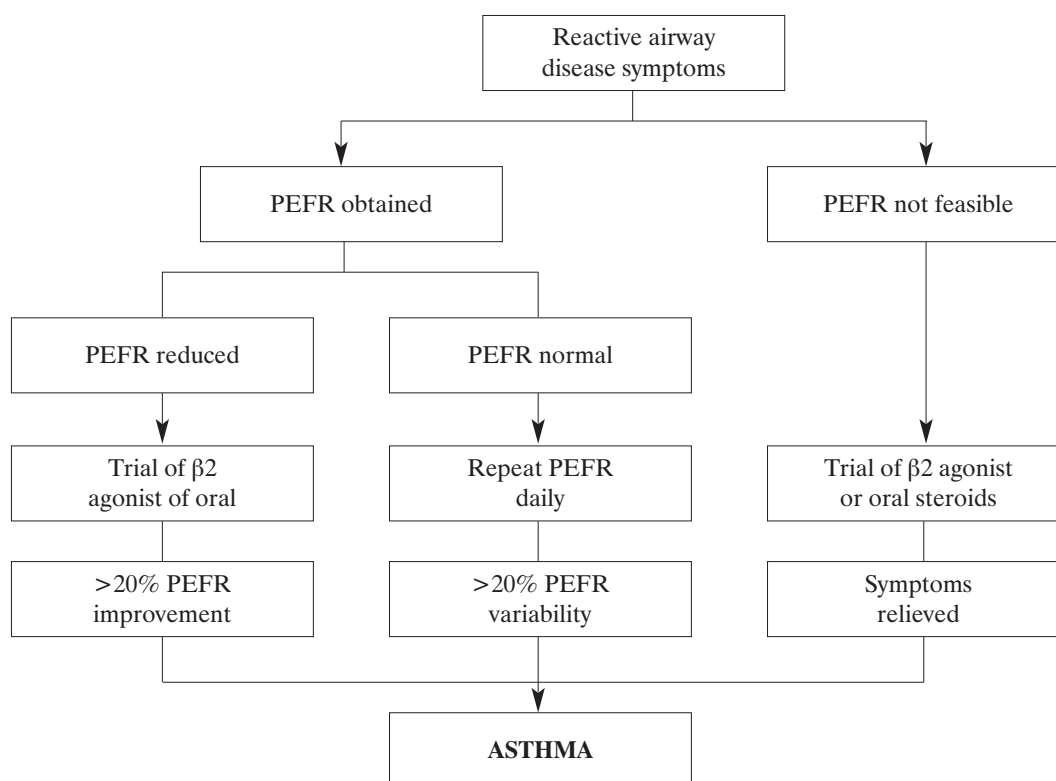 Reactive airway
disease symptoms
PEFR obtained
PEFR not feasible
PEFR reduced
PEFR normal
Trial of β2
agonist of oral
Repeat PEFR
daily
Trial of β2 agonist
or oral steroids
>20% PEFR
improvement
>20% PEFR
variability
Symptoms
relieved
ASTHMA